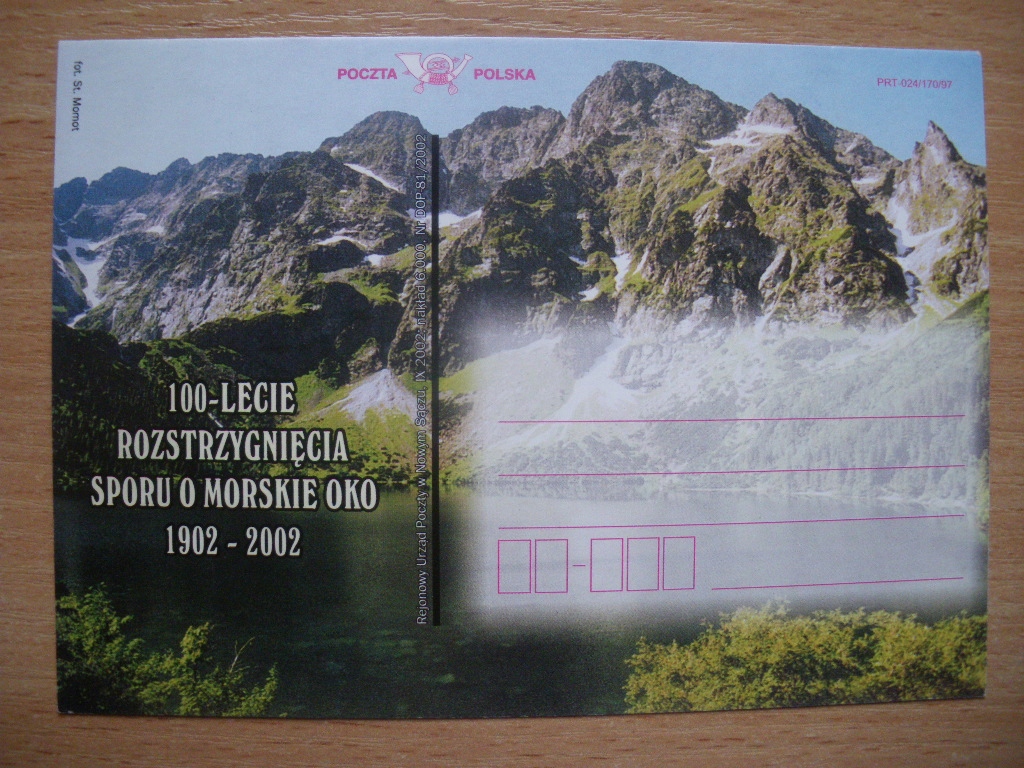 fot. St. Momot
POCZTA POLSKA
PRT 024/170/97
100-LECIE
ROZSTRZYGNIĘCIA
SPORU O MORSKIE OKO
1902 - 2002
Rejonowy Urząd Poczty w Nowym Sączu, IX 2002, nakład 6.000, Nr DOP-81/2002